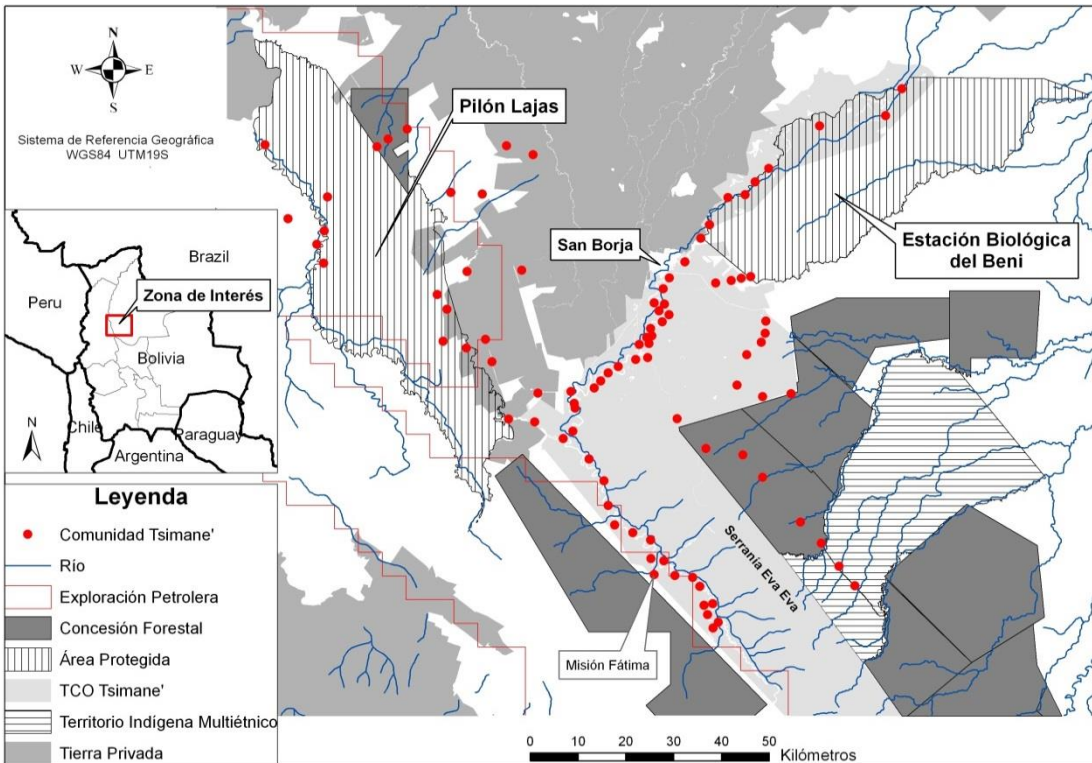 N
W E
S
Sistema de Referencia Geográfica
WGS84 UTM19S
Pilón Lajas
San Borja
Estación Biológica
del Beni
Brazil
Zona de Interés
Peru
Bolivia
N
Chile
Paraguay
Argentina
Serranía Eva Eva
Misión Fátima
Leyenda
Comunidad Tsimane'
Río
Exploración Petrolera
Concesión Forestal
Área Protegida
TCO Tsimane'
Territorio Indígena Multiétnico
Tierra Privada
0 10 20 30 40 50
Kilómetros